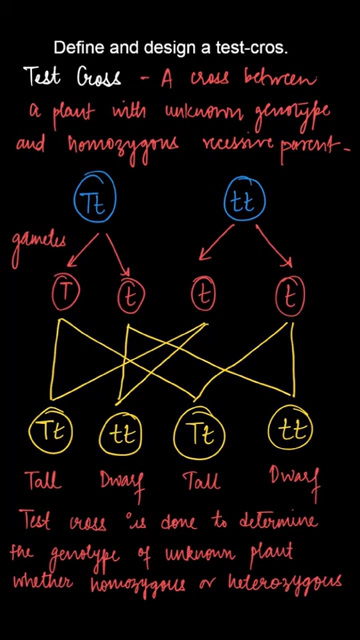 Define and design a test-cros.
Test Cross - A cross between
a plant with unknown genotype
and homozygous recessive parent.
Tt tt
gametes
T t t t
Tt tt Tt tt
Tall Dwarf Tall Dwarf
Test cross is done to determine
the genotype of unknown plant
whether homozygous or heterozygous